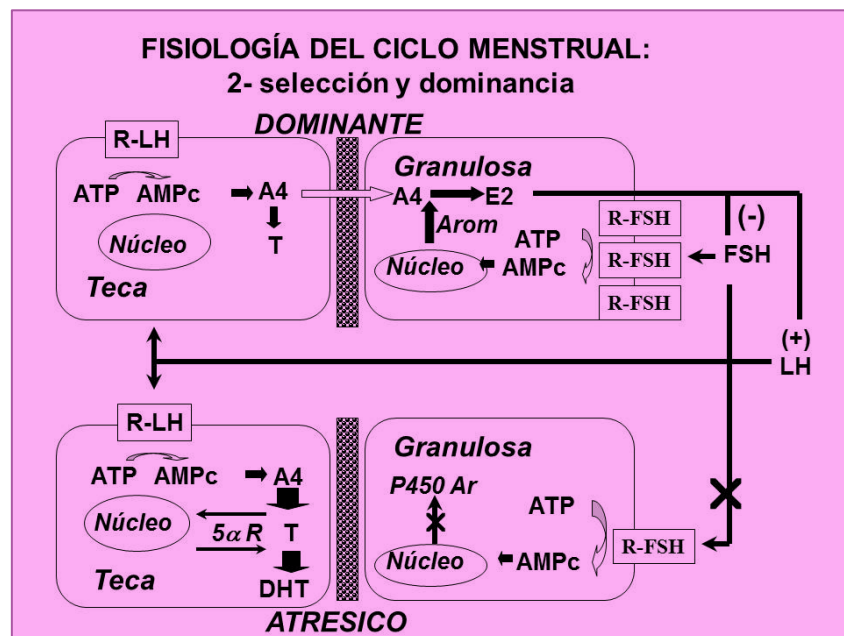 FISIOLOGÍA DEL CICLO MENSTRUAL:
2- selección y dominancia
DOMINANTE
R-LH
ATP AMPc A4
T
Núcleo
Teca
Granulosa
A4 E2
Arom
ATP
AMPc
Núcleo
R-FSH
R-FSH
R-FSH
(-)
FSH
(+)
LH
R-LH
ATP AMPc A4
Núcleo
5α R T
Teca
DHT
Granulosa
P450 Ar
ATP
Núcleo
AMPc
R-FSH
ATRESICO